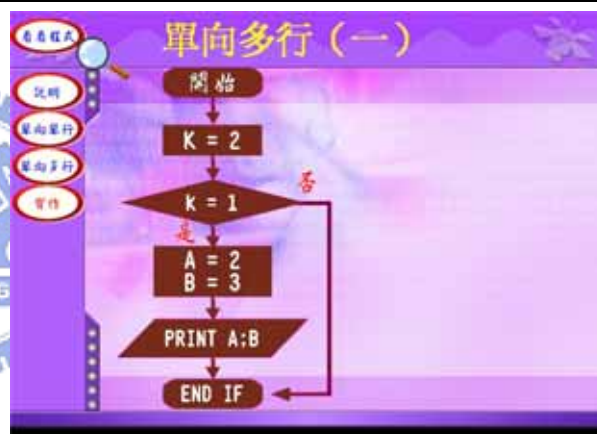 看看程式
單向多行（一）
說明
單向單行
單向多行
實作
開始
K = 2
K = 1
否
是
A = 2
B = 3
PRINT A;B
END IF